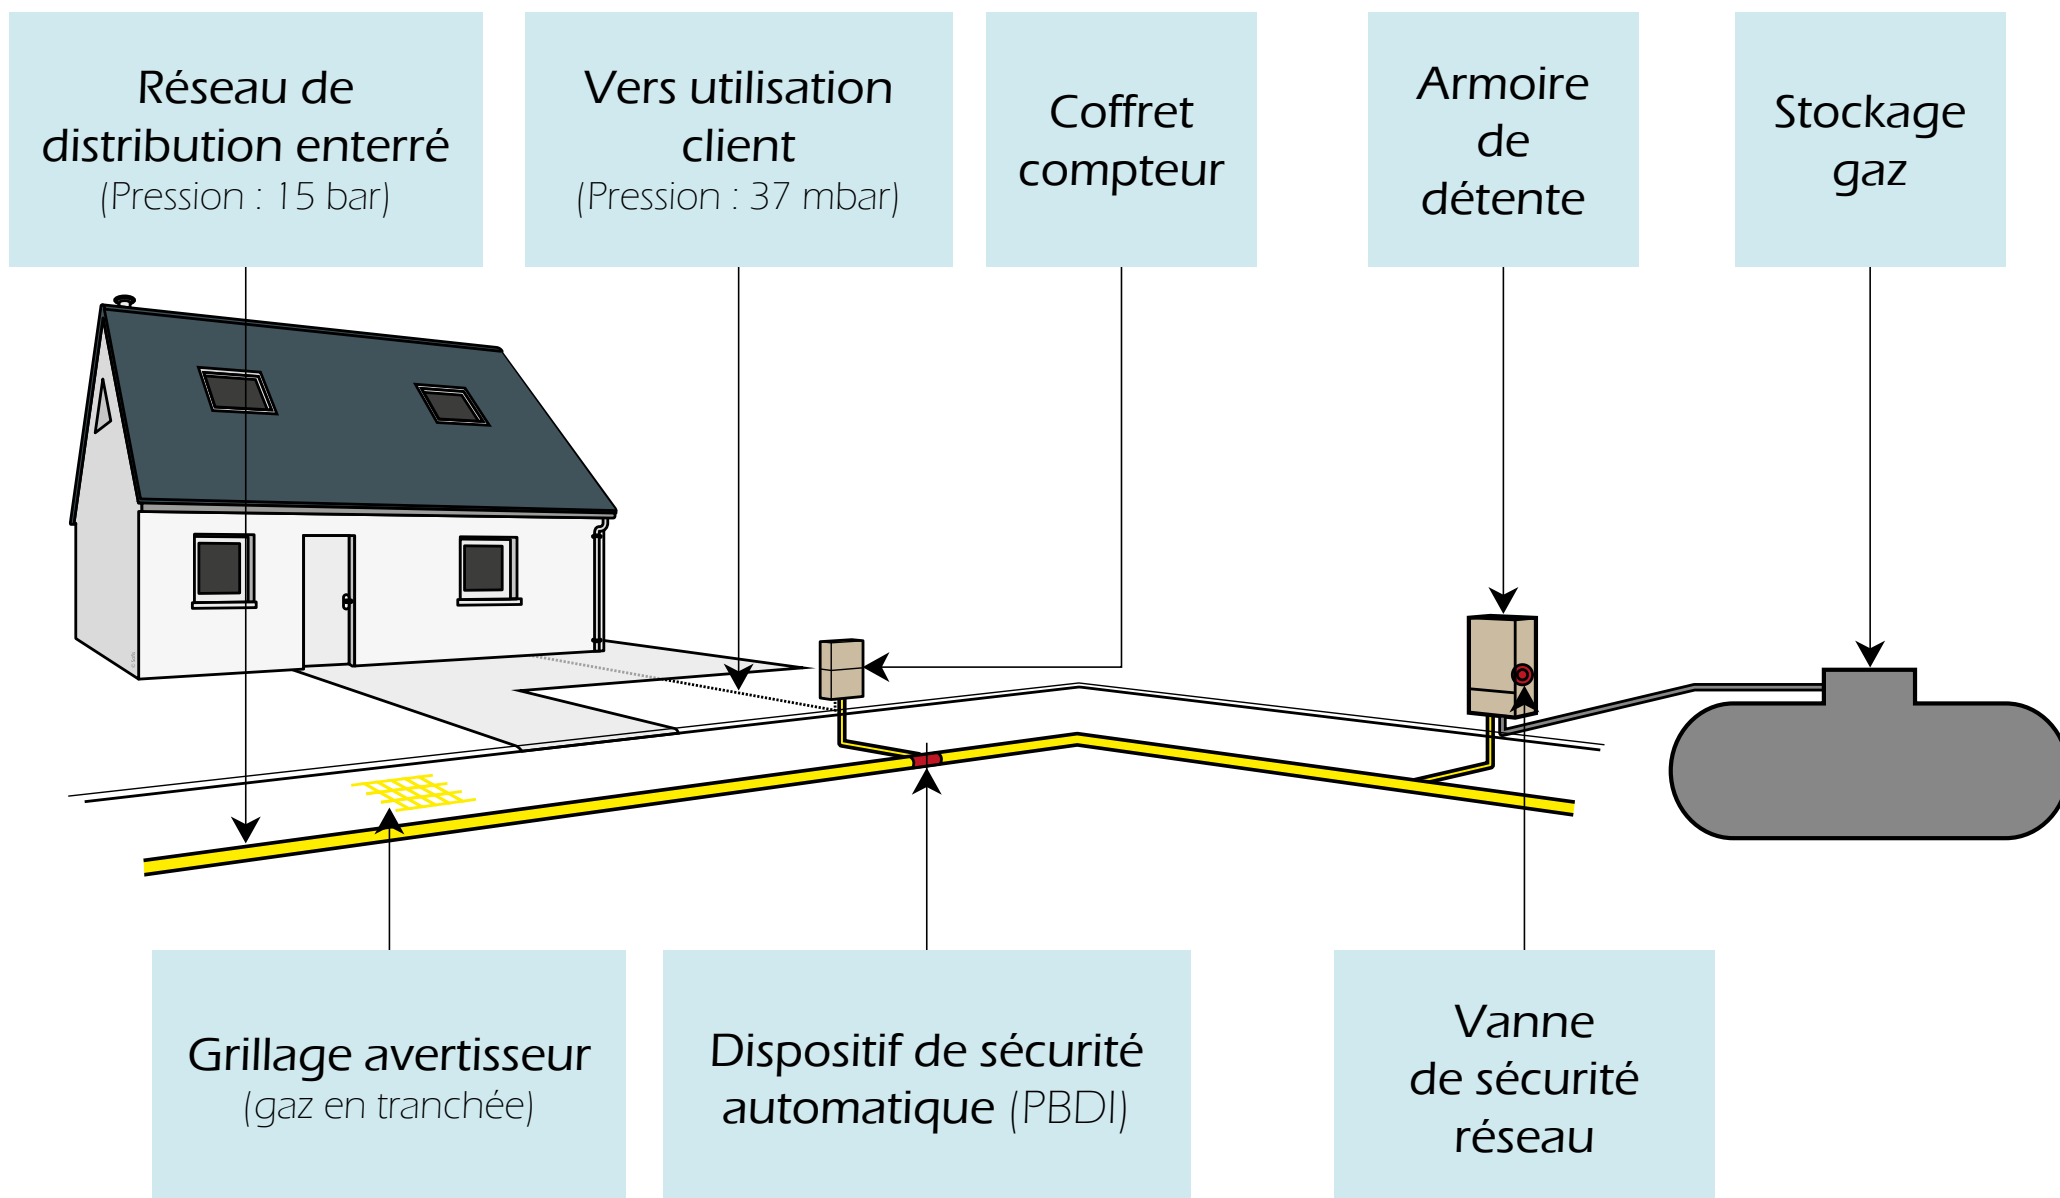 Réseau de
distribution enterré
(Pression : 15 bar)
Vers utilisation
client
(Pression : 37 mbar)
Coffret
compteur
Armoire
de
détente
Stockage
gaz
Grillage avertisseur
(gaz en tranchée)
Dispositif de sécurité
automatique (PBDI)
Vanne
de sécurité
réseau